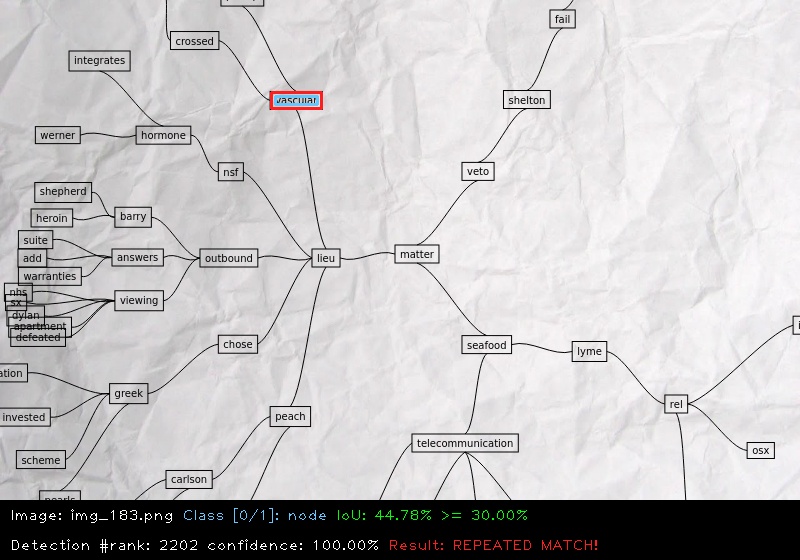 fail
crossed
integrates
vascular
shelton
werner
hormone
nsf
veto
shepherd
heroin
barry
suite
add
answers
outbound
lieu
matter
warranties
nhs
sx
viewing
dylan
apartment
defeated
chose
seafood
lyme
ation
greek
rel
invested
peach
telecommunication
osx
scheme
carlson
pearls
Image: img_183.png Class [0/1]: node IoU: 44.78% >= 30.00%
Detection #rank: 2202 confidence: 100.00% Result: REPEATED MATCH!